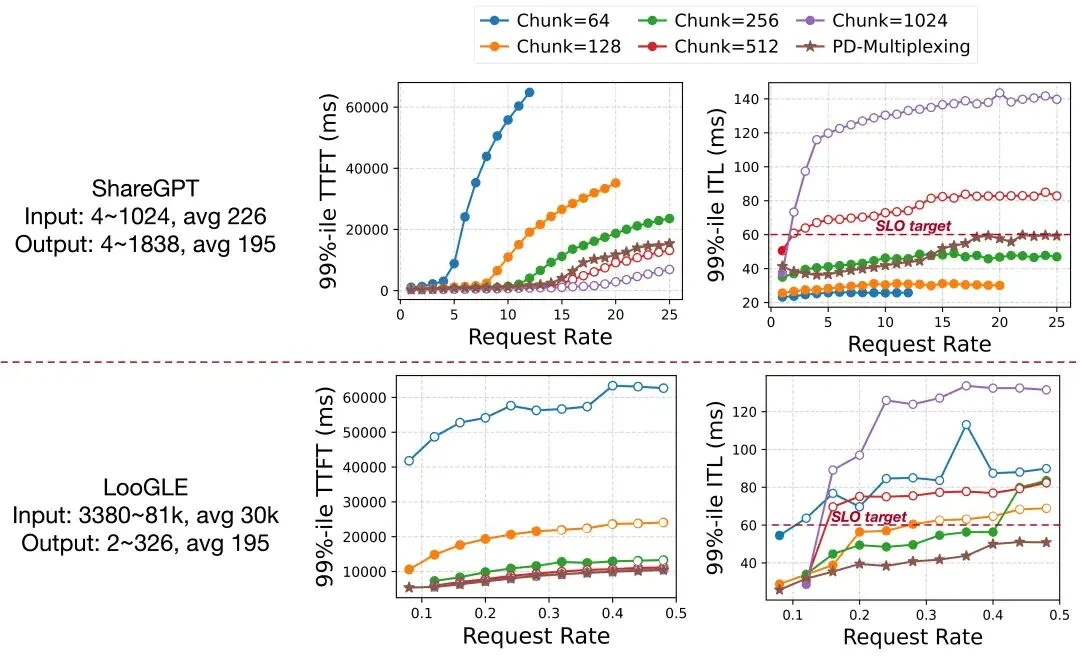 Chunk=64 Chunk=256 Chunk=1024
Chunk=128 Chunk=512 PD-Multiplexing
ShareGPT
Input: 4~1024, avg 226
Output: 4~1838, avg 195
99%-ile TTFT (ms)
60000
40000
20000
0
0 5 10 15 20 25
Request Rate
99%-ile ITL (ms)
140
120
100
80
60
40
20
SLO target
0 5 10 15 20 25
Request Rate
LooGLE
Input: 3380~81k, avg 30k
Output: 2~326, avg 195
99%-ile TTFT (ms)
60000
50000
40000
30000
20000
10000
0.1 0.2 0.3 0.4 0.5
Request Rate
99%-ile ITL (ms)
120
100
80
60
40
SLO target
0.1 0.2 0.3 0.4 0.5
Request Rate